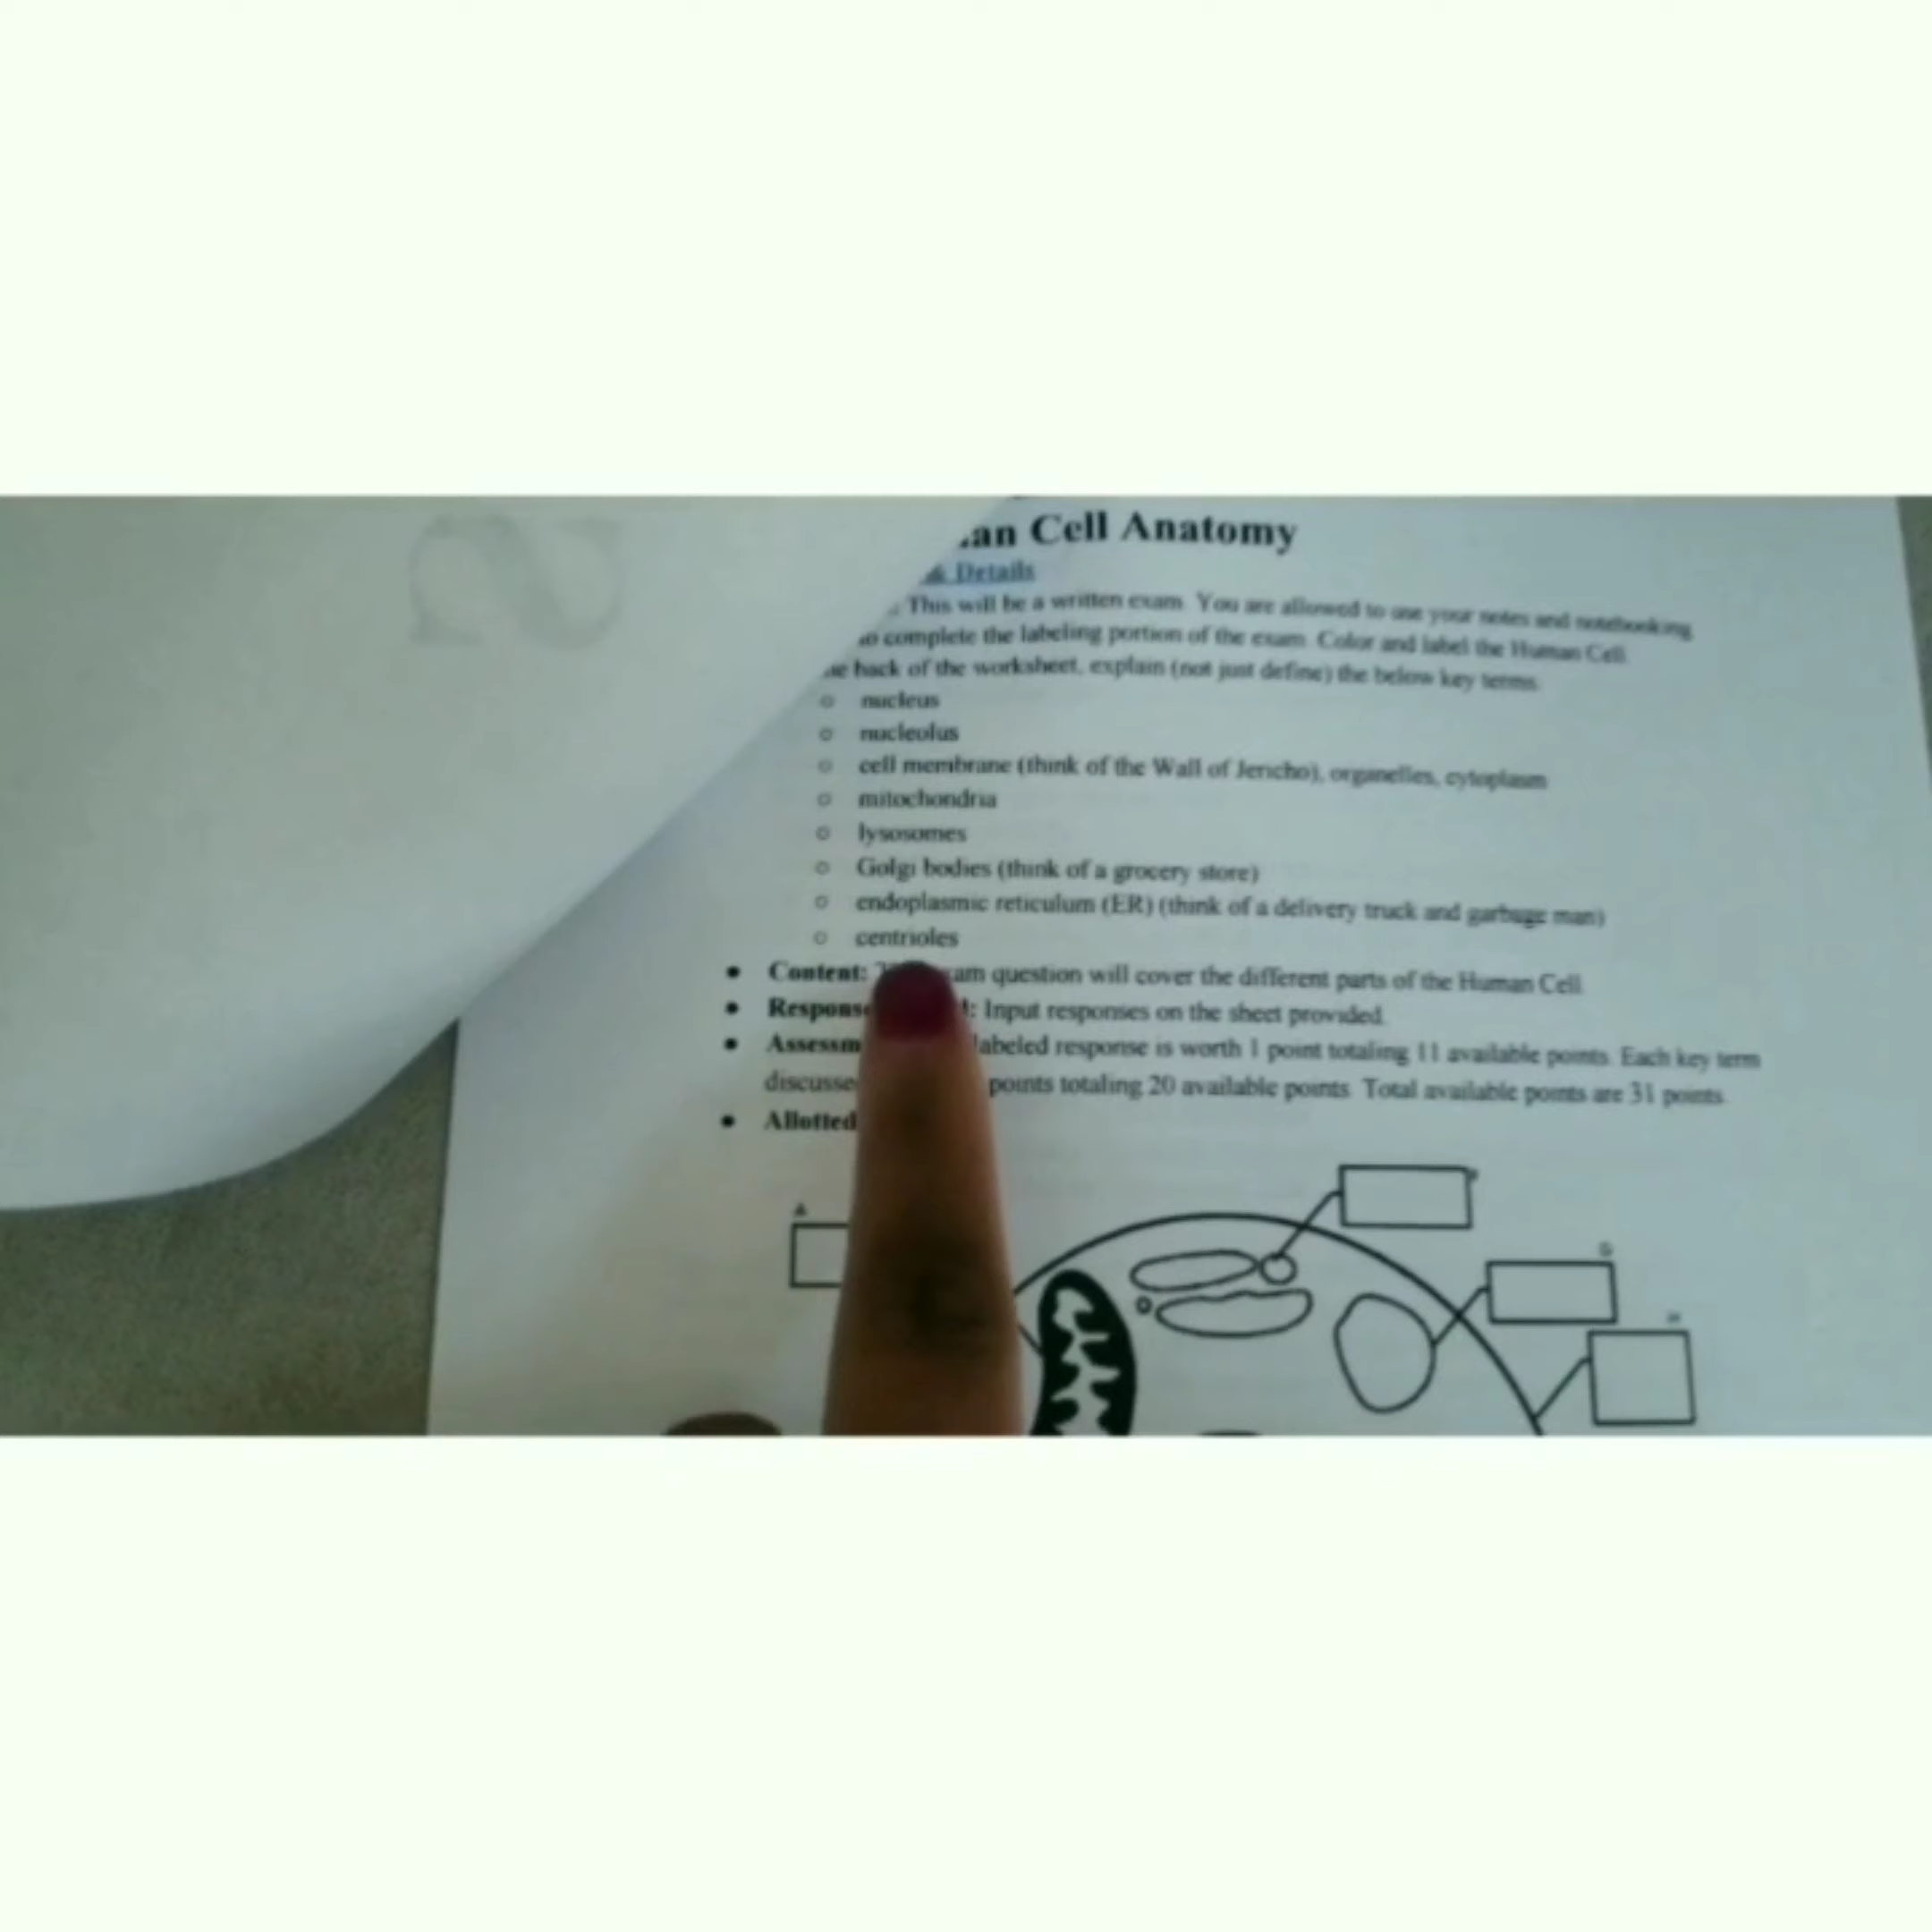 Cell Anatomy
& Details
This will be a written exam. You are allowed to use your notes and notebooking
to complete the labeling portion of the exam. Color and label the Human Cell.
back of the worksheet, explain (not just define) the below key terms.
○ nucleus
○ nucleolus
○ cell membrane (think of the Wall of Jericho), organelles, cytoplasm
○ mitochondria
○ lysosomes
○ Golgi bodies (think of a grocery store)
○ endoplasmic reticulum (ER) (think of a delivery truck and garbage man)
○ centrioles
● Content: question will cover the different parts of the Human Cell.
● Input responses on the sheet provided.
● labeled response is worth 1 point totaling 11 available points. Each key term
points totaling 20 available points. Total available points are 31 points.
● Allotted
A
G